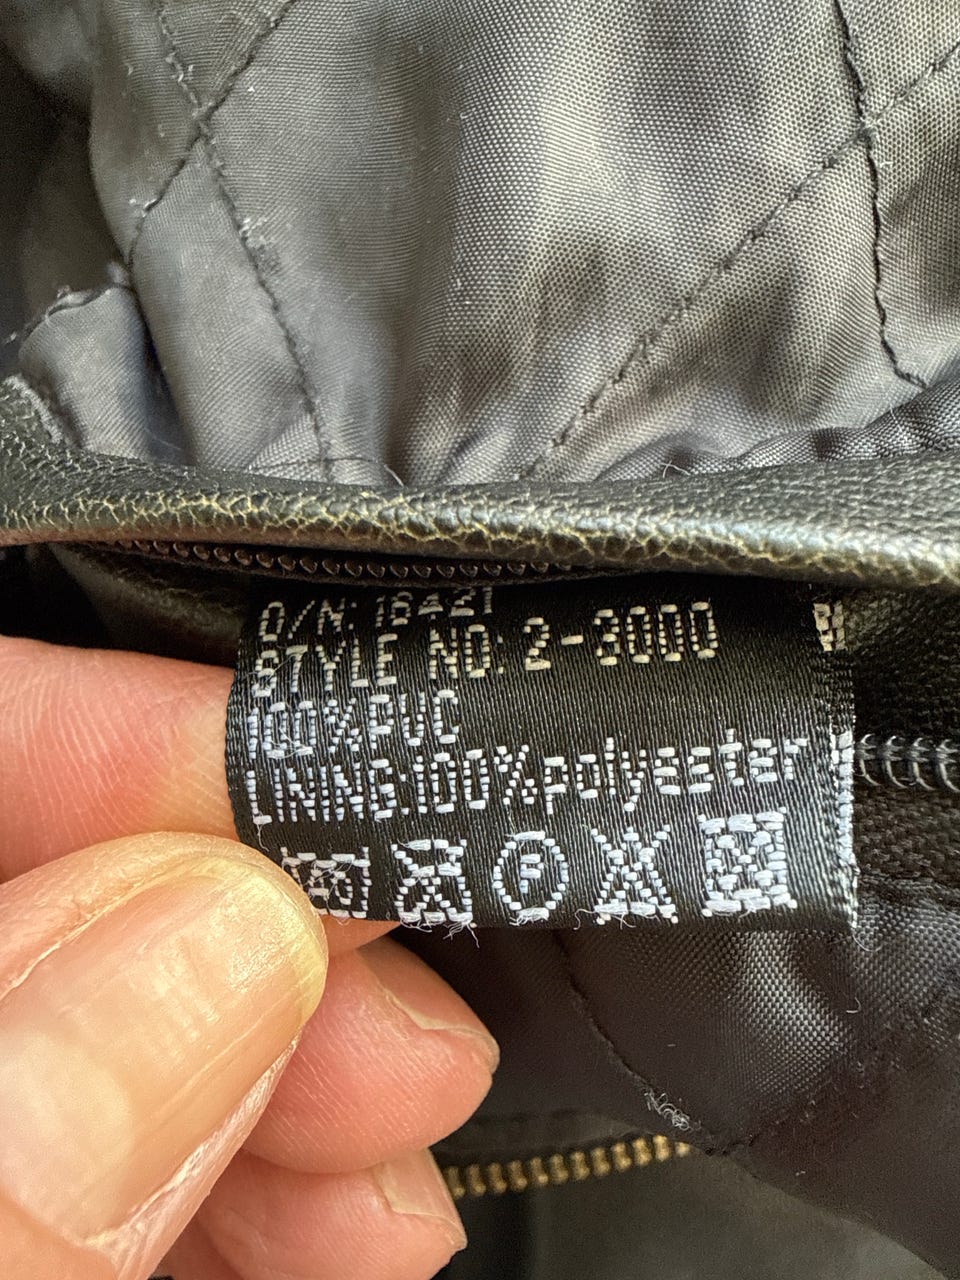 O/N: 16421
STYLE NO: 2-3000
100%PVC
LINING:100%polyester
F